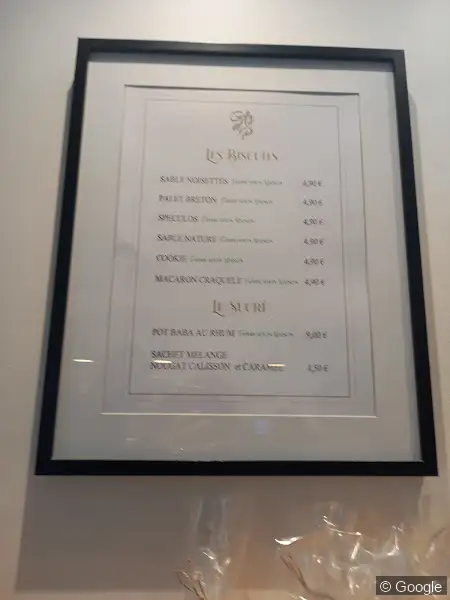 LES BISCUITS
SABLE NOISETTES 4,90 €
PALET BRETON 4,90 €
SPECULOS 4,90 €
SABLE NATURE 4,90 €
COOKIE 4,90 €
MACARON CRAQUELE 4,90 €
LE SUCRÉ
POT BABA AU RHUM 9,00 €
SACHET MELANGE
NOUGAT CALISSON et CARAMEL 4,50 €
© Google